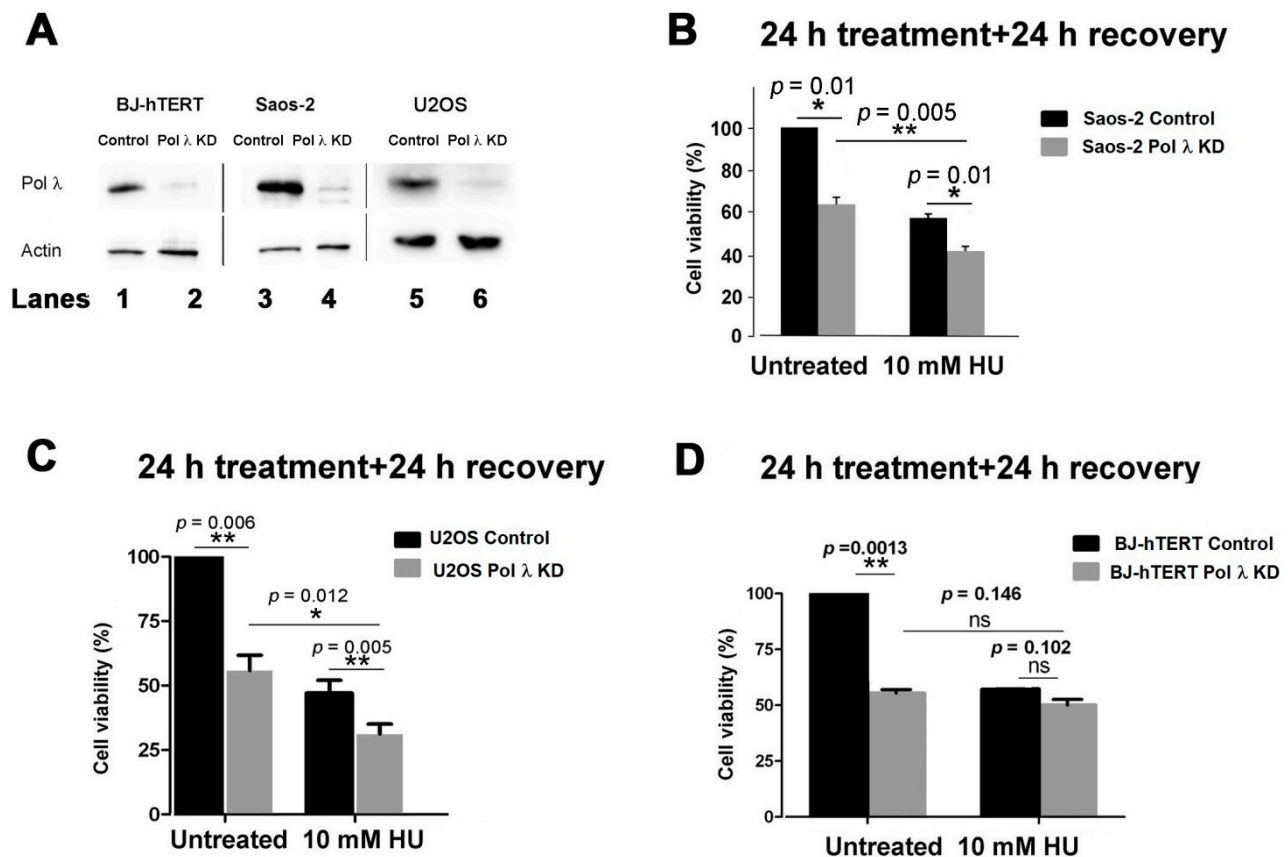 A
BJ-hTERT Saos-2 U2OS
Control Pol λ KD Control Pol λ KD Control Pol λ KD
Pol λ
Actin
Lanes 1 2 3 4 5 6
B 24 h treatment+24 h recovery
p = 0.01
*
p = 0.005
**
p = 0.01
*
Saos-2 Control
Saos-2 Pol λ KD
Cell viability (%)
100
80
60
40
20
0
Untreated 10 mM HU
C 24 h treatment+24 h recovery
p = 0.006
**
p = 0.012
*
p = 0.005
**
U2OS Control
U2OS Pol λ KD
Cell viability (%)
100
75
50
25
0
Untreated 10 mM HU
D 24 h treatment+24 h recovery
p =0.0013
**
p = 0.146
ns
p = 0.102
ns
BJ-hTERT Control
BJ-hTERT Pol λ KD
Cell viability (%)
100
75
50
25
0
Untreated 10 mM HU